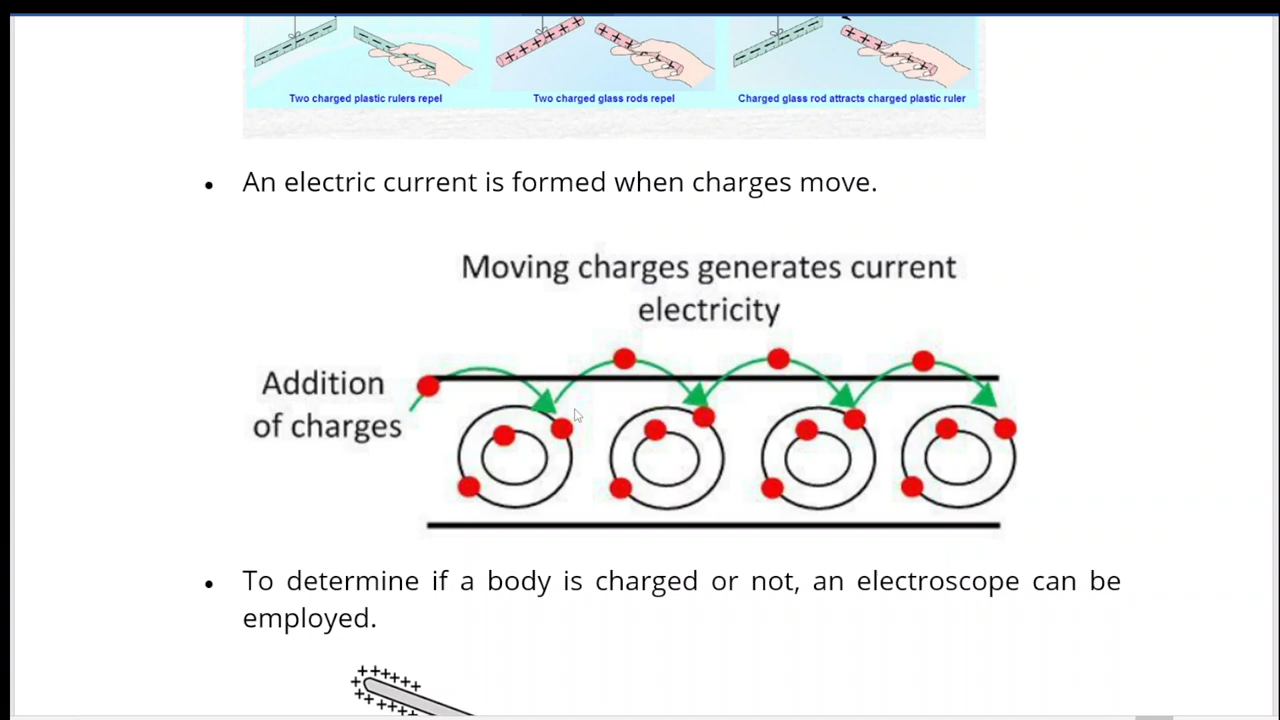 Two charged plastic rulers repel
Two charged glass rods repel
Charged glass rod attracts charged plastic ruler
• An electric current is formed when charges move.
Moving charges generates current
electricity
Addition
of charges
• To determine if a body is charged or not, an electroscope can be
employed.